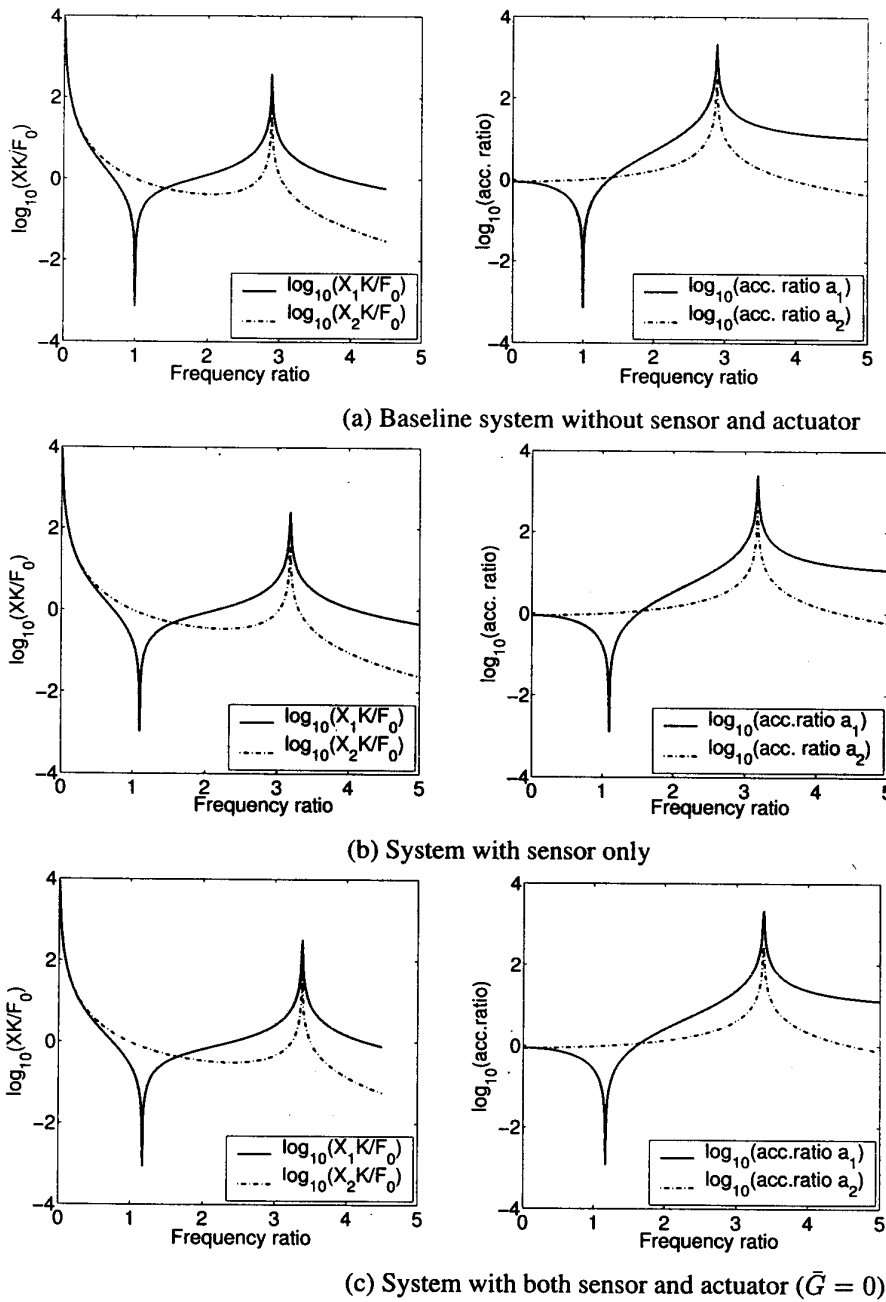 log10(XK/F0)
4
2
0
−2
−4
log10(X1K/F0)
log10(X2K/F0)
0 1 2 3 4 5
Frequency ratio
log10(acc. ratio)
4
2
0
−2
−4
log10(acc. ratio a1)
log10(acc. ratio a2)
0 1 2 3 4 5
Frequency ratio
(a) Baseline system without sensor and actuator
log10(XK/F0)
4
2
0
−2
−4
log10(X1K/F0)
log10(X2K/F0)
0 1 2 3 4 5
Frequency ratio
log10(acc. ratio)
4
2
0
−2
−4
log10(acc.ratio a1)
log10(acc. ratio a2)
0 1 2 3 4 5
Frequency ratio
(b) System with sensor only
log10(XK/F0)
4
2
0
−2
−4
log10(X1K/F0)
log10(X2K/F0)
0 1 2 3 4 5
Frequency ratio
log10(acc.ratio)
4
2
0
−2
−4
log10(acc.ratio a1)
log10(acc.ratio a2)
0 1 2 3 4 5
Frequency ratio
(c) System with both sensor and actuator (Ḡ = 0)